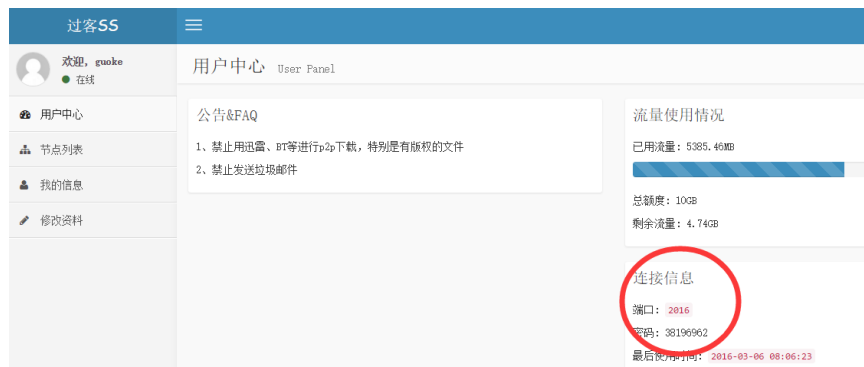 过客SS
欢迎, guoke
在线
用户中心
节点列表
我的信息
修改资料
用户中心 User Panel
公告&FAQ
1、禁止用迅雷、BT等进行p2p下载，特别是有版权的文件
2、禁止发送垃圾邮件
流量使用情况
已用流量: 5385.46MB
总额度: 10GB
剩余流量: 4.74GB
连接信息
端口: 2016
密码: 38196962
最后使用时间: 2016-03-06 08:06:23